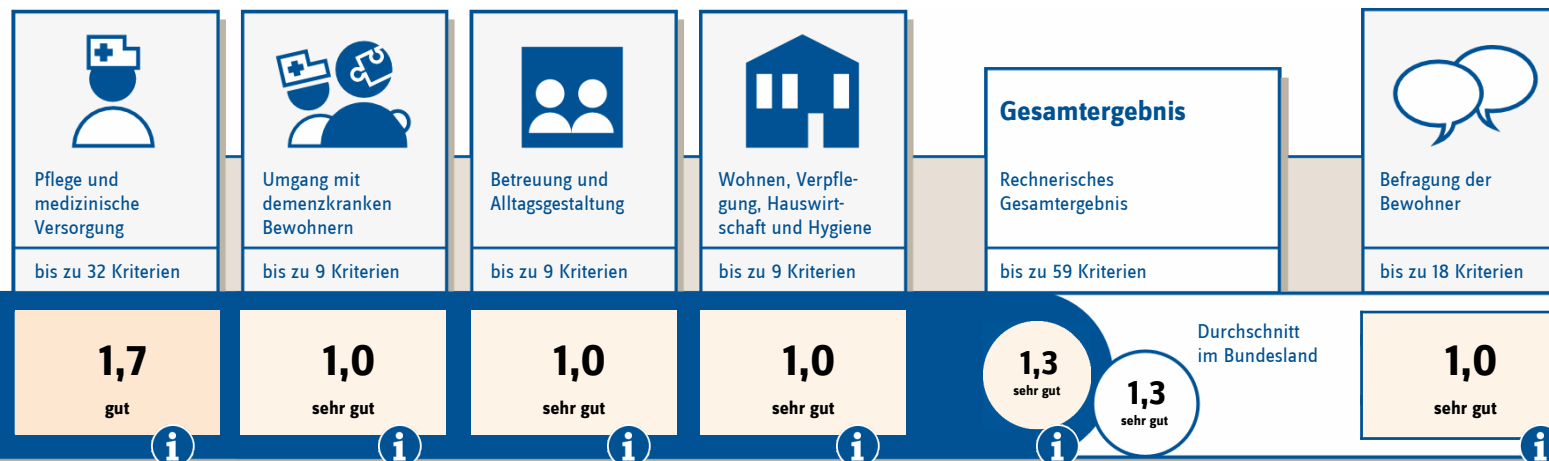 Pflege und
medizinische
Versorgung
bis zu 32 Kriterien
1,7
gut
Umgang mit
demenzkranken
Bewohnern
bis zu 9 Kriterien
1,0
sehr gut
Betreuung und
Alltagsgestaltung
bis zu 9 Kriterien
1,0
sehr gut
Wohnen, Verpfle-
gung, Hauswirt-
schaft und Hygiene
bis zu 9 Kriterien
1,0
sehr gut
Gesamtergebnis
Rechnerisches
Gesamtergebnis
bis zu 59 Kriterien
1,3
sehr gut
Durchschnitt
im Bundesland
1,3
sehr gut
Befragung der
Bewohner
bis zu 18 Kriterien
1,0
sehr gut